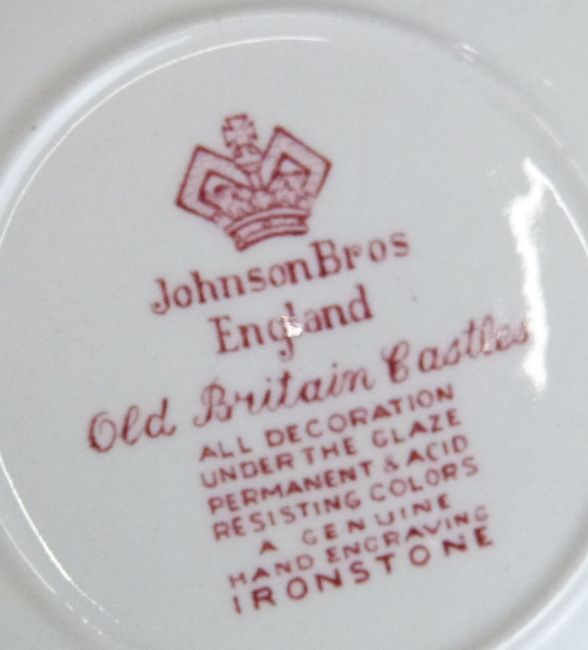 Johnson Bros
England
Old Britain Castles
ALL DECORATION
UNDER THE GLAZE
PERMANENT & ACID
RESISTING COLORS
A GENUINE
HAND ENGRAVING
IRONSTONE